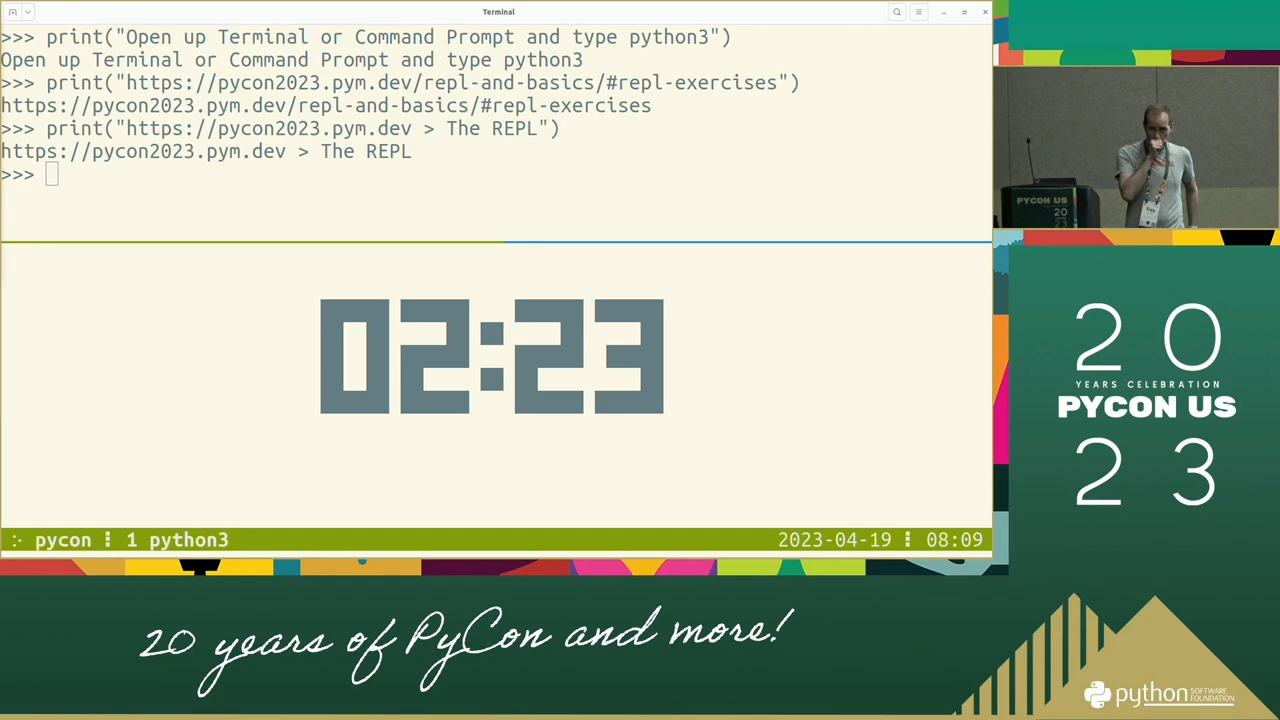 Terminal
>>> print("Open up Terminal or Command Prompt and type python3")
Open up Terminal or Command Prompt and type python3
>>> print("https://pycon2023.pym.dev/repl-and-basics/#repl-exercises")
https://pycon2023.pym.dev/repl-and-basics/#repl-exercises
>>> print("https://pycon2023.pym.dev > The REPL")
https://pycon2023.pym.dev > The REPL
>>>
02:23
pycon ⁞ 1 python3
2023-04-19 ⁞ 08:09
PYCON US
20
23
20
YEARS CELEBRATION
PYCON US
23
20 years of PyCon and more!
python SOFTWARE FOUNDATION